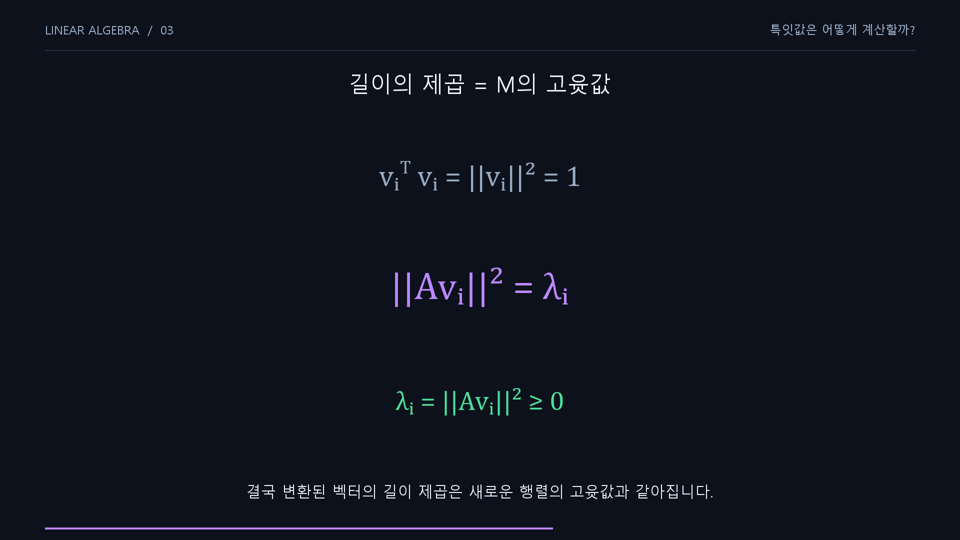 LINEAR ALGEBRA / 03
특잇값은 어떻게 계산할까?
길이의 제곱 = M의 고윳값
vᵢᵀ vᵢ = ||vᵢ||² = 1
||Avᵢ||² = λᵢ
λᵢ = ||Avᵢ||² ≥ 0
결국 변환된 벡터의 길이 제곱은 새로운 행렬의 고윳값과 같아집니다.